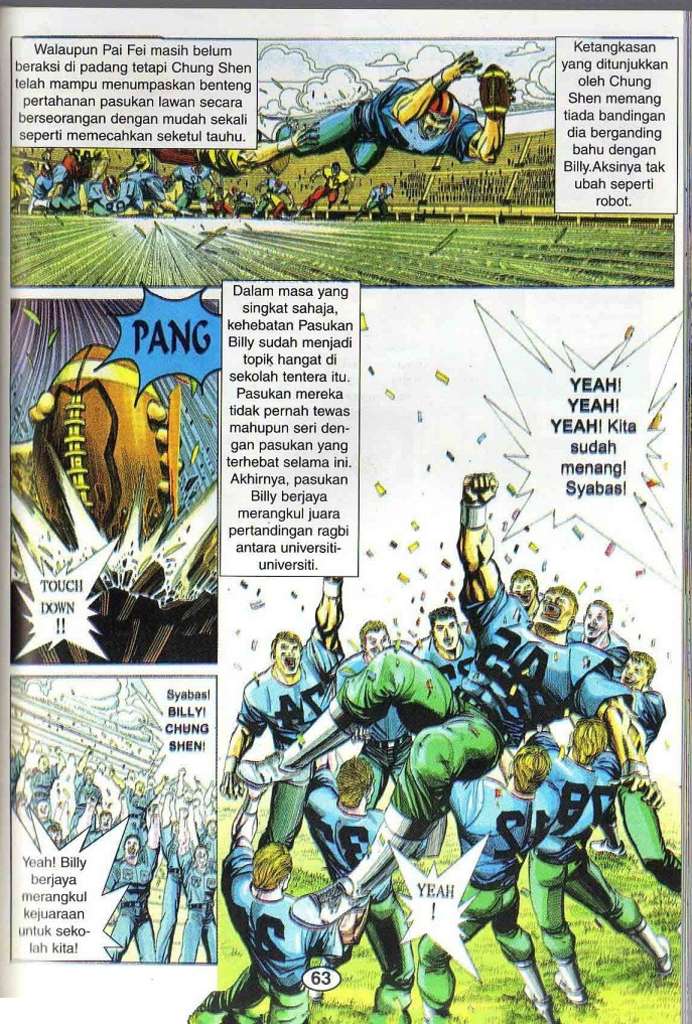 Walaupun Pai Fei masih belum
beraksi di padang tetapi Chung Shen
telah mampu menumpaskan benteng
pertahanan pasukan lawan secara
berseorangan dengan mudah sekali
seperti memecahkan seketul tauhu.
Ketangkasan
yang ditunjukkan
oleh Chung
Shen memang
tiada bandingan
dia berganding
bahu dengan
Billy.Aksinya tak
ubah seperti
robot.
PANG
TOUCH
DOWN
!!
Dalam masa yang
singkat sahaja,
kehebatan Pasukan
Billy sudah menjadi
topik hangat di
sekolah tentera itu.
Pasukan mereka
tidak pernah tewas
mahupun seri den-
gan pasukan yang
terhebat selama ini.
Akhirnya, pasukan
Billy berjaya
merangkul juara
pertandingan ragbi
antara universiti-
universiti.
YEAH!
YEAH!
YEAH! Kita
sudah
menang!
Syabas!
Syabas!
BILLY!
CHUNG
SHEN!
Yeah! Billy
berjaya
merangkul
kejuaraan
untuk seko-
lah kita!
YEAH
!
63